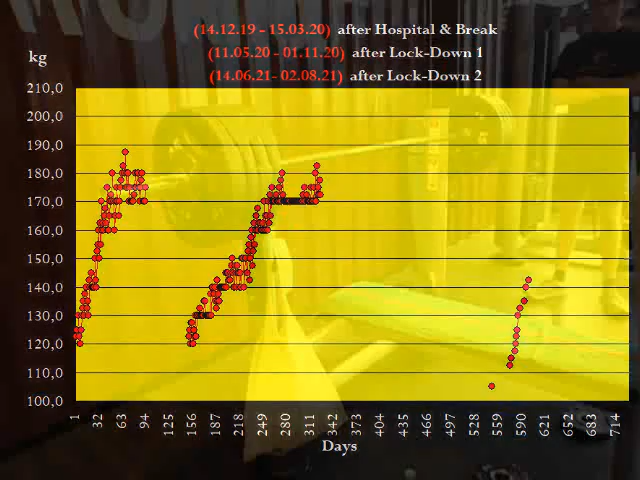 (14.12.19 - 15.03.20) after Hospital & Break
(11.05.20 - 01.11.20) after Lock-Down 1
(14.06.21- 02.08.21) after Lock-Down 2
kg
210,0
200,0
190,0
180,0
170,0
160,0
150,0
140,0
130,0
120,0
110,0
100,0
1 32 63 94 125 156 187 218 249 280 311 342 373 404 435 466 497 528 559 590 621 652 683 714
Days